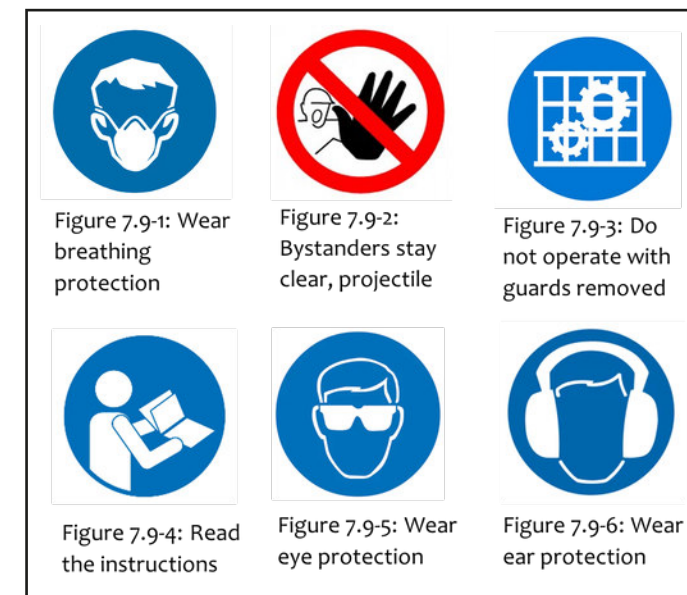 Figure 7.9-1: Wear
breathing
protection
Figure 7.9-2:
Bystanders stay
clear, projectile
Figure 7.9-3: Do
not operate with
guards removed
Figure 7.9-4: Read
the instructions
Figure 7.9-5: Wear
eye protection
Figure 7.9-6: Wear
ear protection